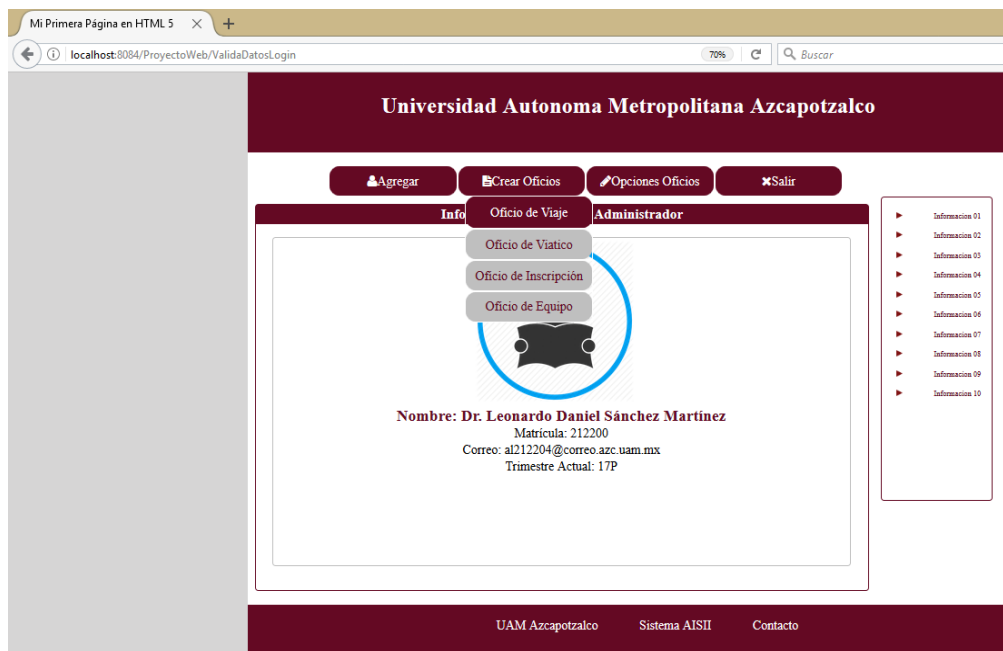 Mi Primera Página en HTML 5
localhost:8084/ProyectoWeb/ValidaDatosLogin
70%
Buscar
Universidad Autonoma Metropolitana Azcapotzalco
Agregar
Crear Oficios
Opciones Oficios
Salir
Info
Administrador
Oficio de Viaje
Oficio de Viatico
Oficio de Inscripción
Oficio de Equipo
Nombre: Dr. Leonardo Daniel Sánchez Martínez
Matricula: 212200
Correo: al212204@correo.azc.uam.mx
Trimestre Actual: 17P
Informacion 01
Informacion 02
Informacion 03
Informacion 04
Informacion 05
Informacion 06
Informacion 07
Informacion 08
Informacion 09
Informacion 10
UAM Azcapotzalco
Sistema AISII
Contacto